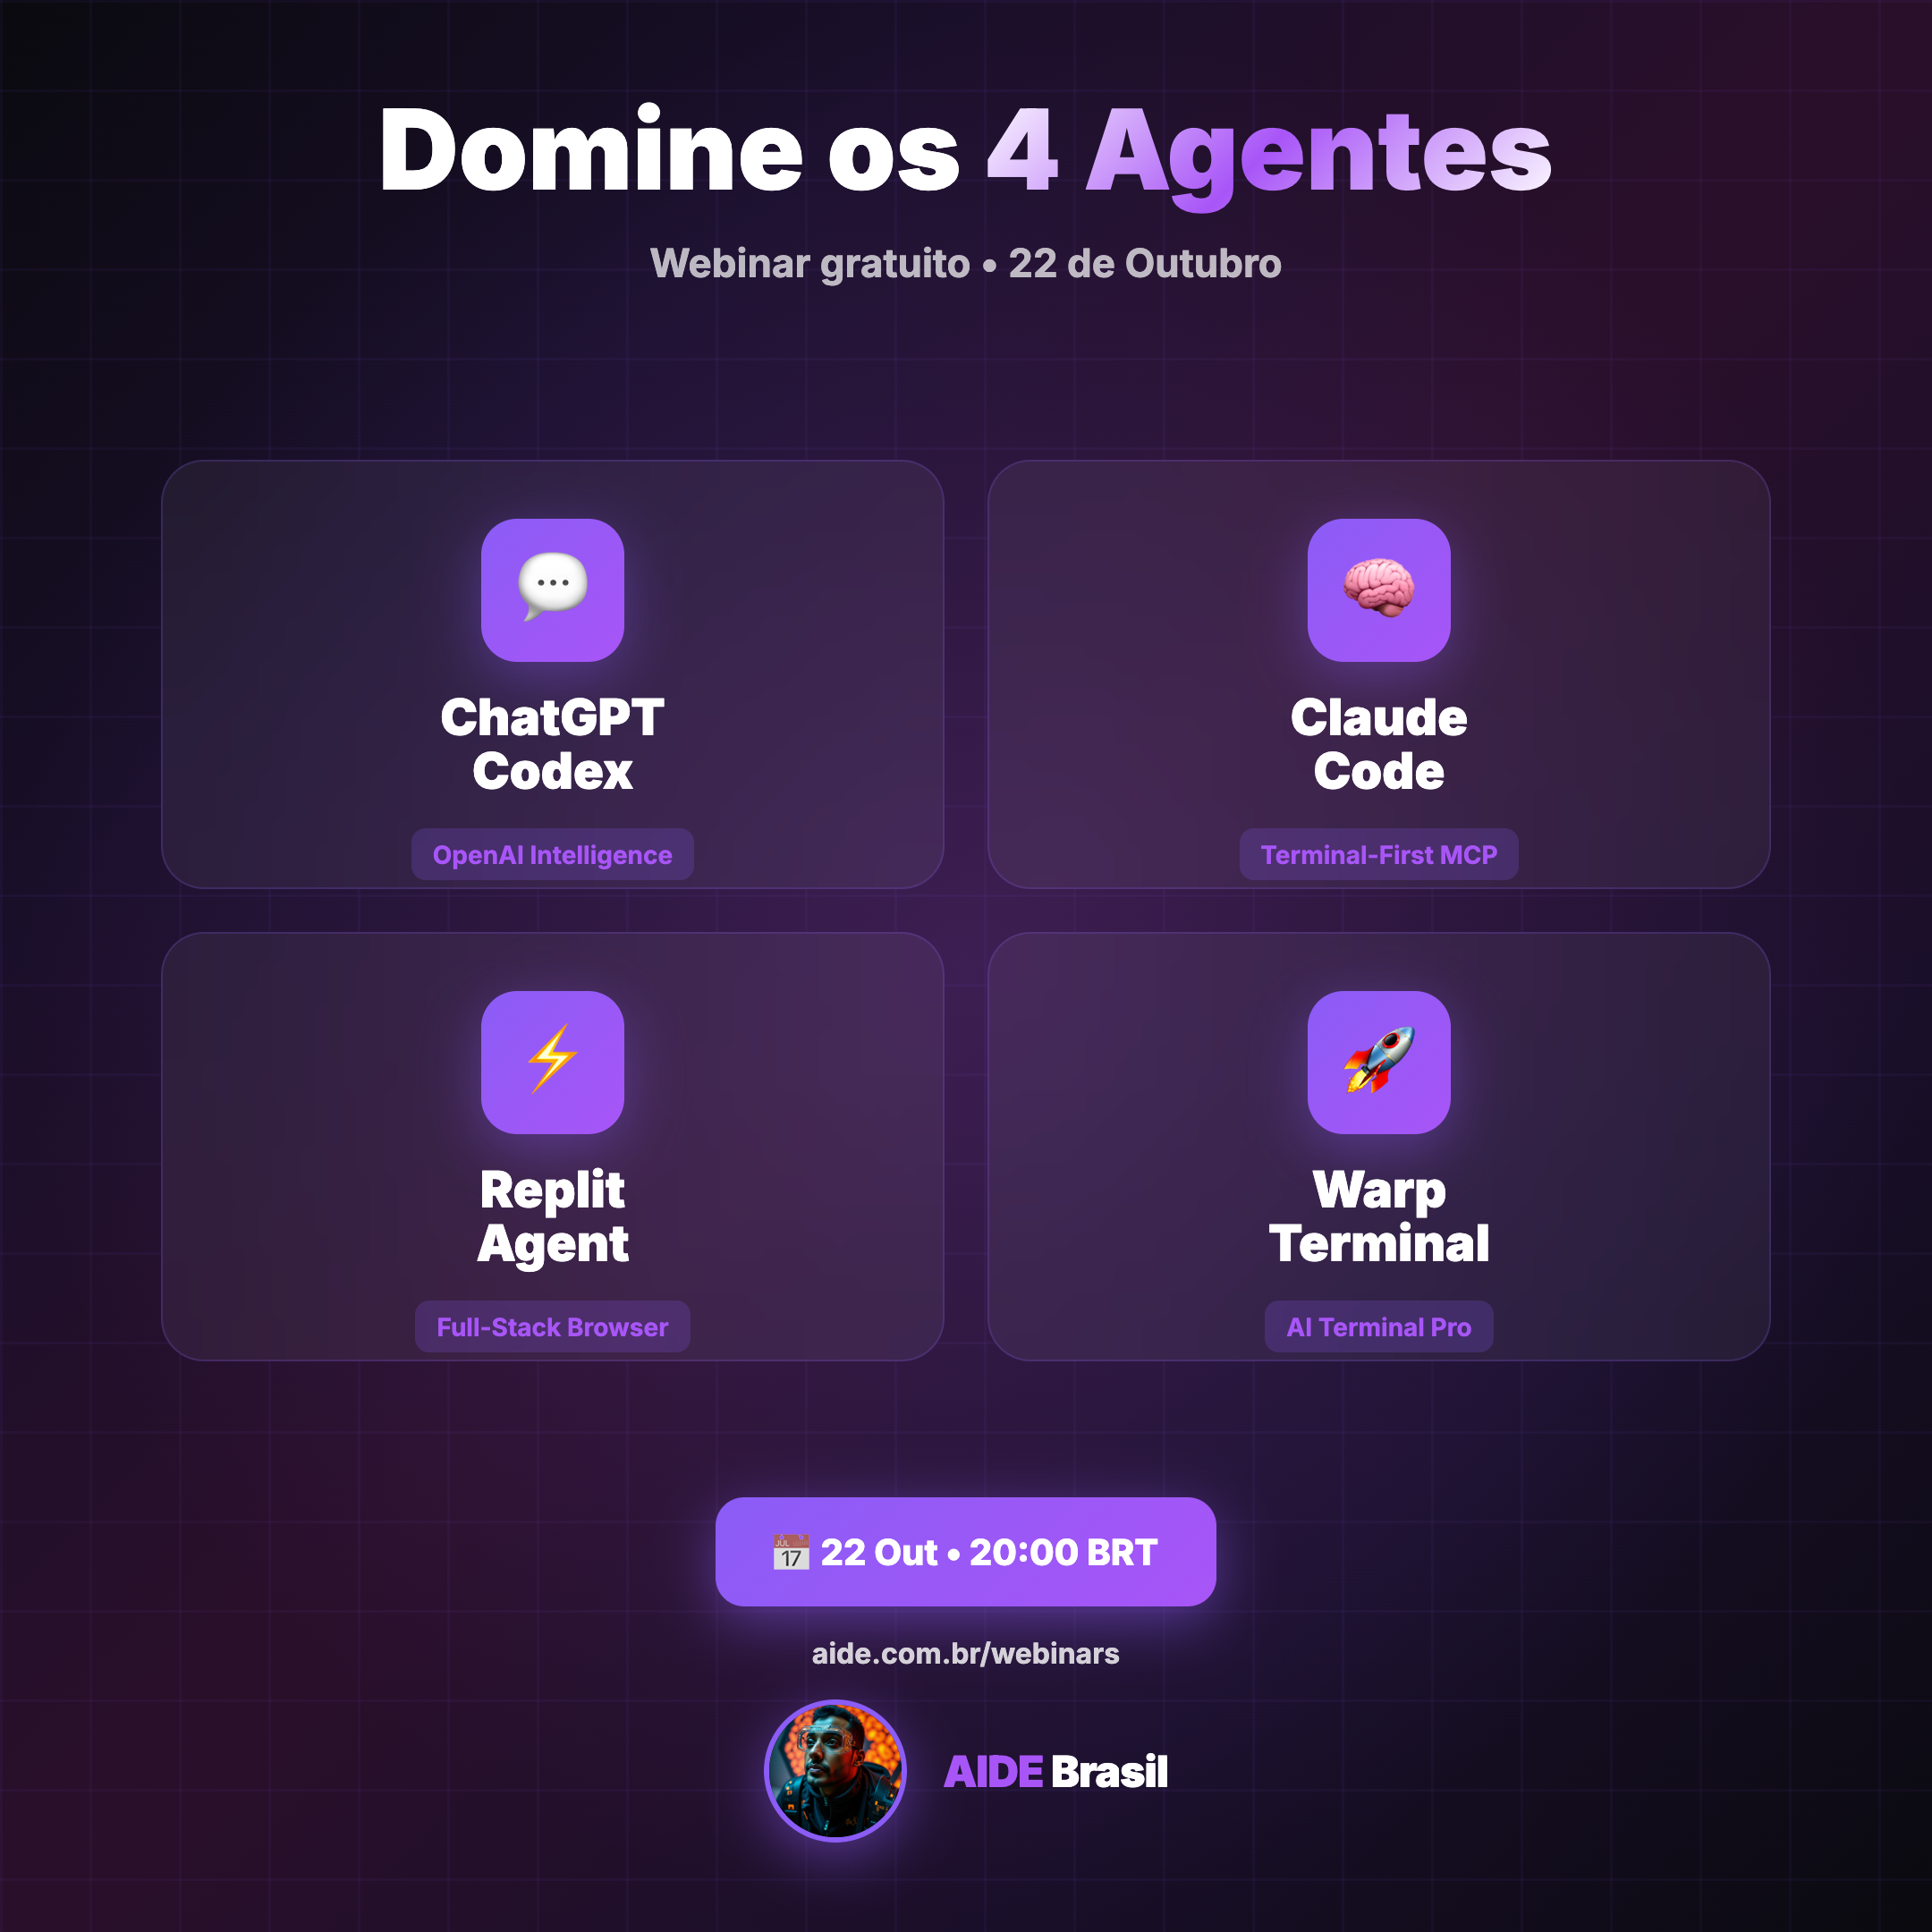 Domine os 4 Agentes
Webinar gratuito • 22 de Outubro
ChatGPT
Codex
OpenAI Intelligence
Claude
Code
Terminal-First MCP
Replit
Agent
Full-Stack Browser
Warp
Terminal
AI Terminal Pro
📅 22 Out • 20:00 BRT
aide.com.br/webinars
AIDE Brasil